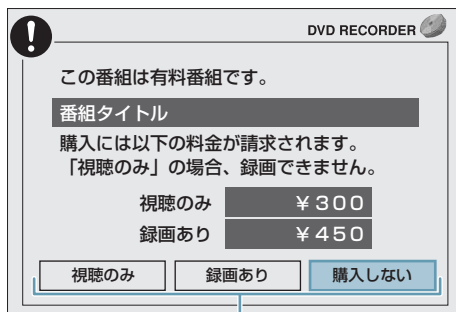 DVD RECORDER
この番組は有料番組です。
番組タイトル
購入には以下の料金が請求されます。
「視聴のみ」の場合、録画できません。
視聴のみ ￥300
録画あり ￥450
視聴のみ 録画あり 購入しない